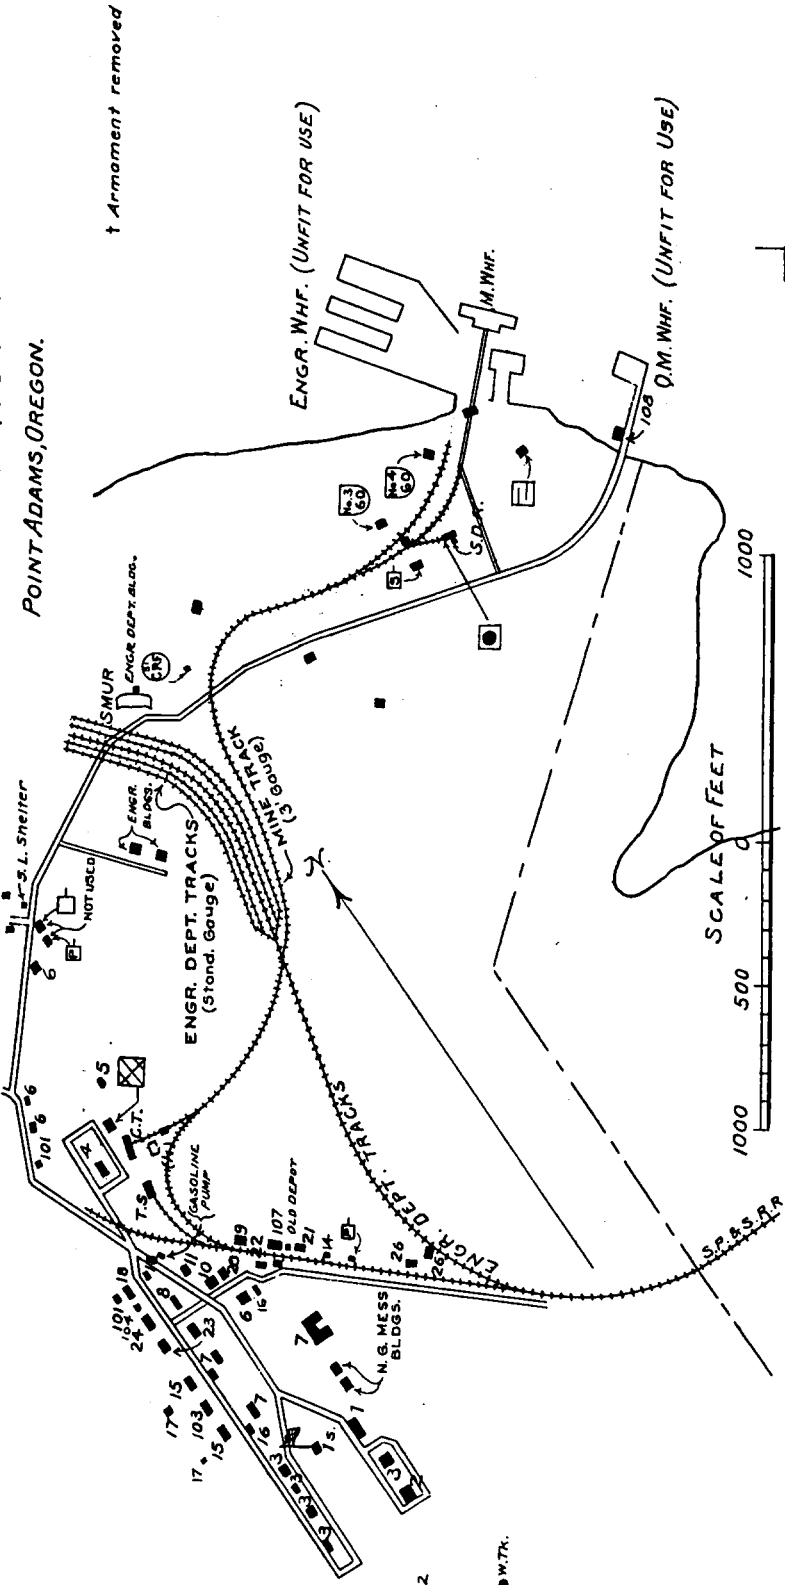 † Armament removed
POINT ADAMS, OREGON.
ENGR. WHF. (UNFIT FOR USE)
M. WHF.
Q.M. WHF. (UNFIT FOR USE)
108
No.3
60
No.4
60
S.D.R.
S
ENGR. DEPT. BLDG.
CRF
SMUR
ENGR.
BLDGS.
F
S.L. Shelter
NOT USED
P
6
MINE TRACK
(3' Gauge)
ENGR. DEPT. TRACKS
(Stand. Gauge)
N
SCALE OF FEET
1000
500
0
1000
5
6
6
101
4
C.T.
T.S.
GASOLINE
PUMP
ENGR. DEPT. TRACKS
S.P. & S. R.R
9
107
OLD DEPOT
21
14
22
20
10
11
26
26
18
101
104
24
8
23
6
16
7
N.G. MESS
BLDGS.
7
15
17
103
15
17
16
7
1
1s.
3
3
3
3
3
2
2
W.TK.